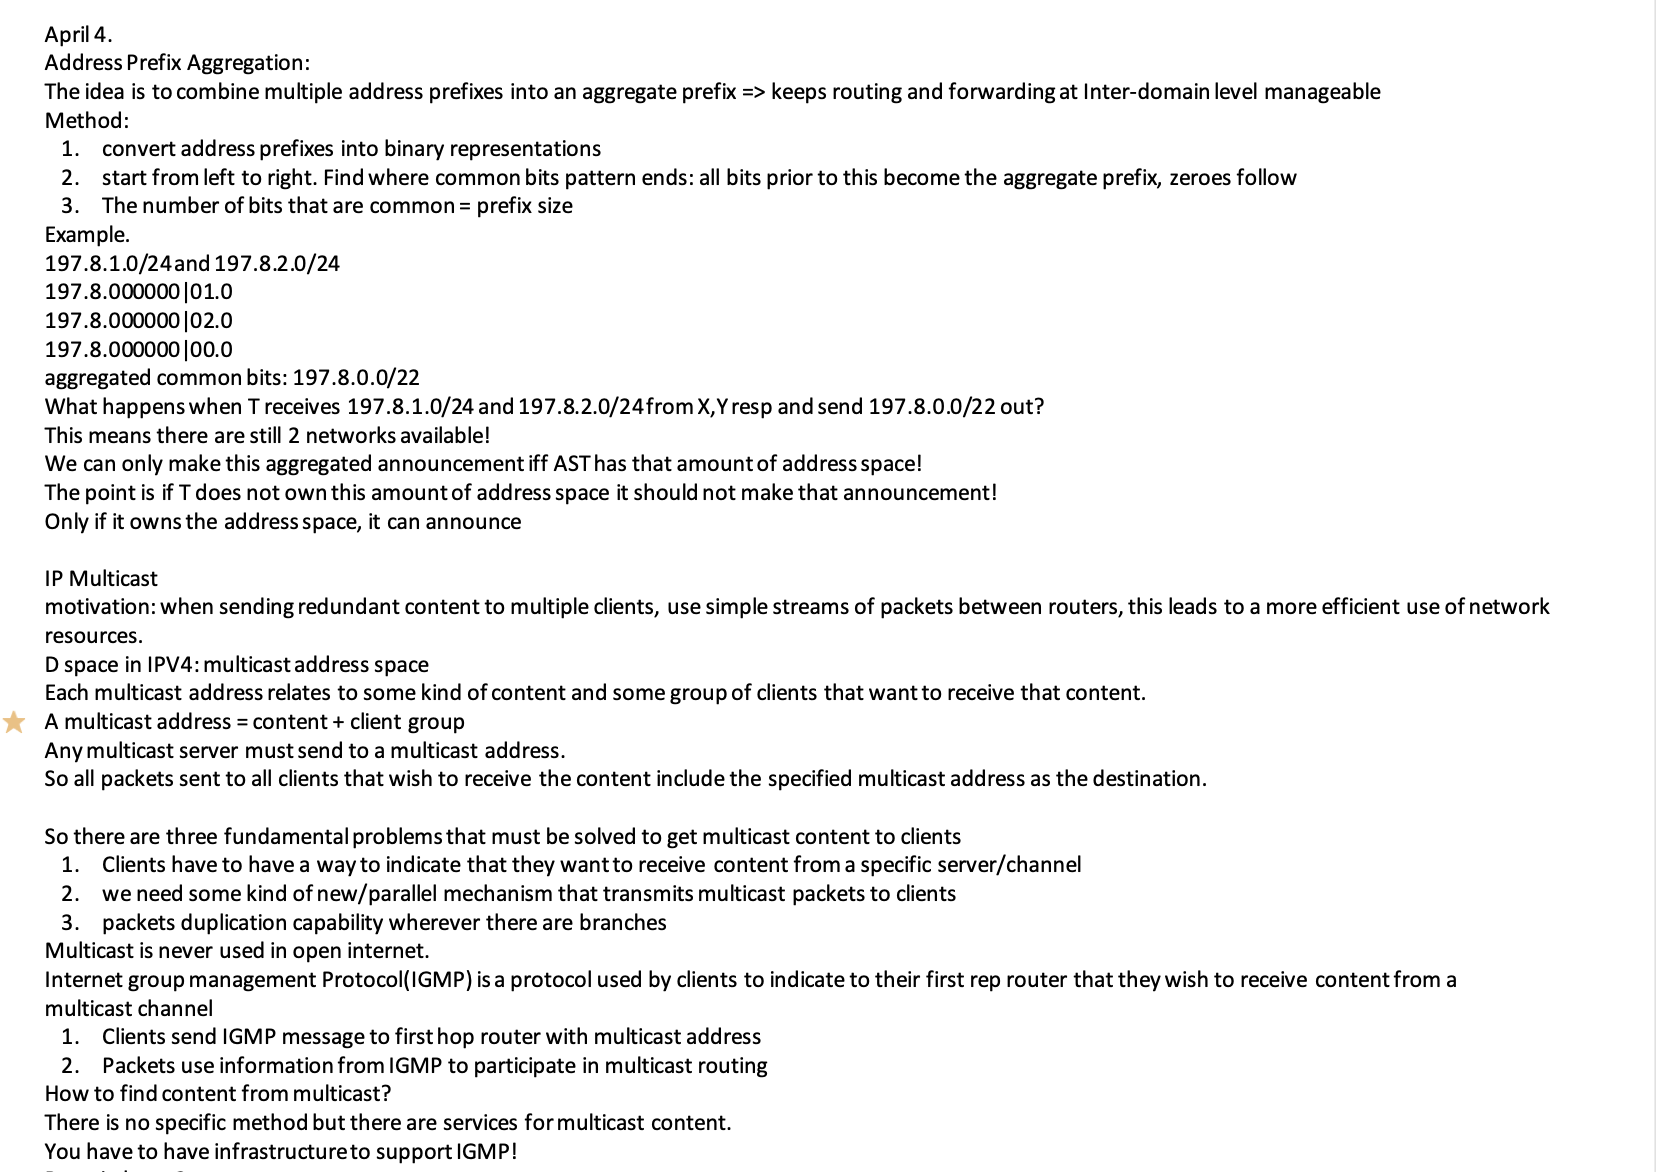 April 4.
Address Prefix Aggregation:
The idea is to combine multiple address prefixes into an aggregate prefix => keeps routing and forwarding at Inter-domain level manageable
Method:
1. convert address prefixes into binary representations
2. start from left to right. Find where common bits pattern ends: all bits prior to this become the aggregate prefix, zeroes follow
3. The number of bits that are common = prefix size
Example.
197.8.1.0/24 and 197.8.2.0/24
197.8.000000|01.0
197.8.000000|02.0
197.8.000000|00.0
aggregated common bits: 197.8.0.0/22
What happens when T receives 197.8.1.0/24 and 197.8.2.0/24 from X,Y resp and send 197.8.0.0/22 out?
This means there are still 2 networks available!
We can only make this aggregated announcement iff AST has that amount of address space!
The point is if T does not own this amount of address space it should not make that announcement!
Only if it owns the address space, it can announce
IP Multicast
motivation: when sending redundant content to multiple clients, use simple streams of packets between routers, this leads to a more efficient use of network
resources.
D space in IPV4: multicast address space
Each multicast address relates to some kind of content and some group of clients that want to receive that content.
A multicast address = content + client group
Any multicast server must send to a multicast address.
So all packets sent to all clients that wish to receive the content include the specified multicast address as the destination.
So there are three fundamental problems that must be solved to get multicast content to clients
1. Clients have to have a way to indicate that they want to receive content from a specific server/channel
2. we need some kind of new/parallel mechanism that transmits multicast packets to clients
3. packets duplication capability wherever there are branches
Multicast is never used in open internet.
Internet group management Protocol(IGMP) is a protocol used by clients to indicate to their first rep router that they wish to receive content from a
multicast channel
1. Clients send IGMP message to first hop router with multicast address
2. Packets use information from IGMP to participate in multicast routing
How to find content from multicast?
There is no specific method but there are services for multicast content.
You have to have infrastructure to support IGMP!